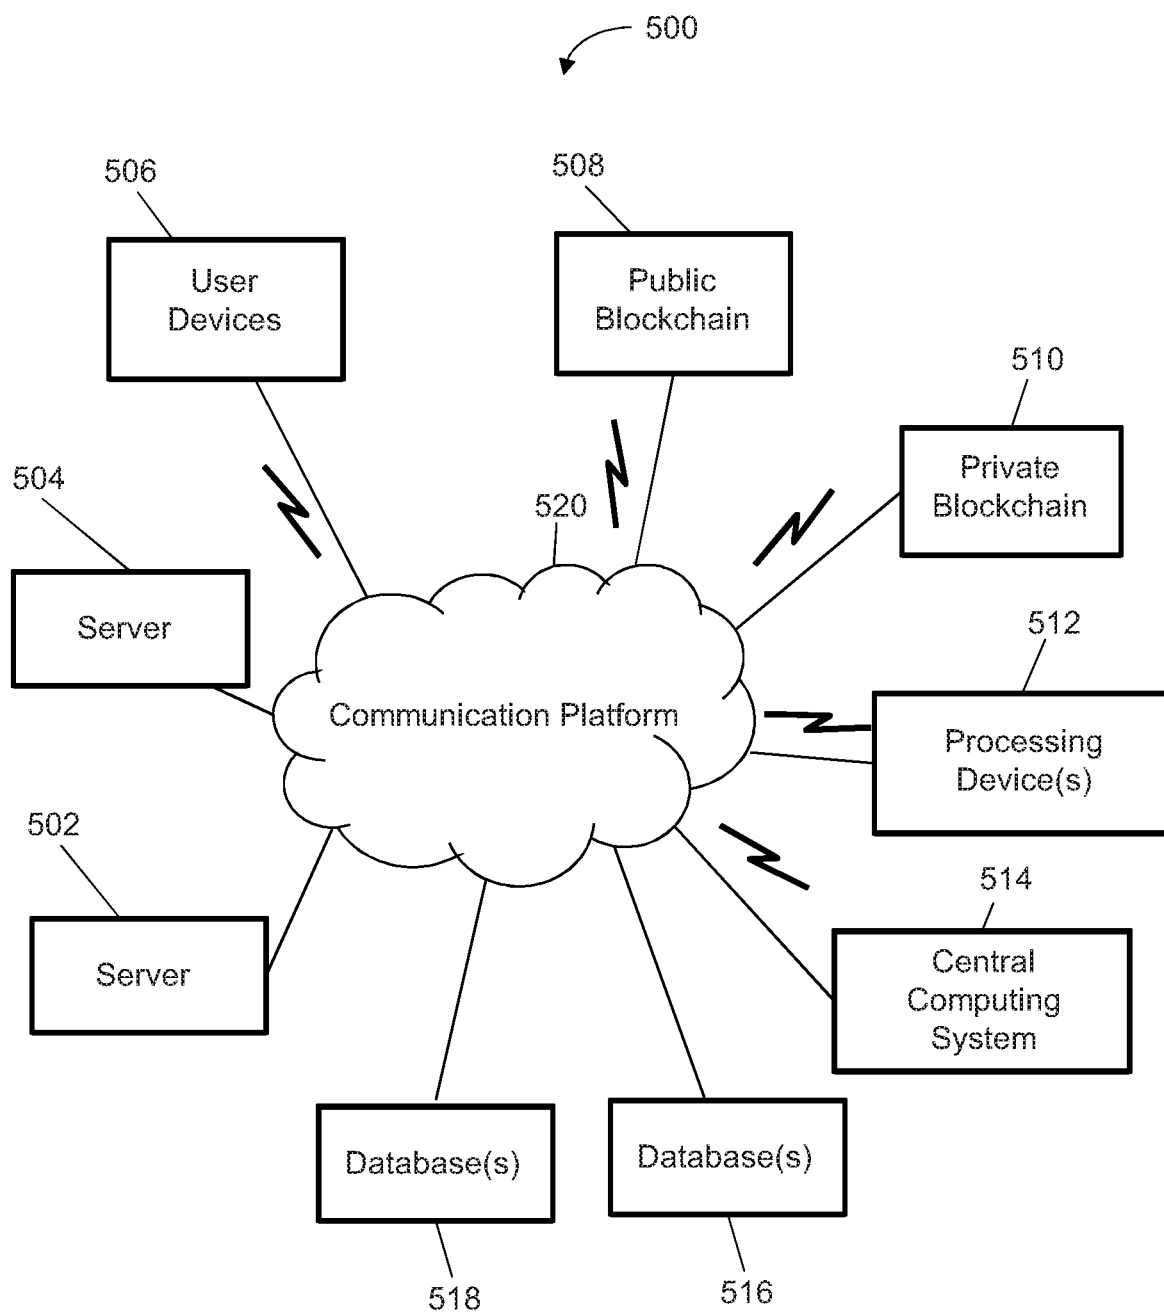 500
506
508
User
Devices
Public
Blockchain
510
504
520
Private
Blockchain
Server
512
Communication Platform
Processing
Device(s)
502
514
Server
Central
Computing
System
Database(s)
Database(s)
518
516